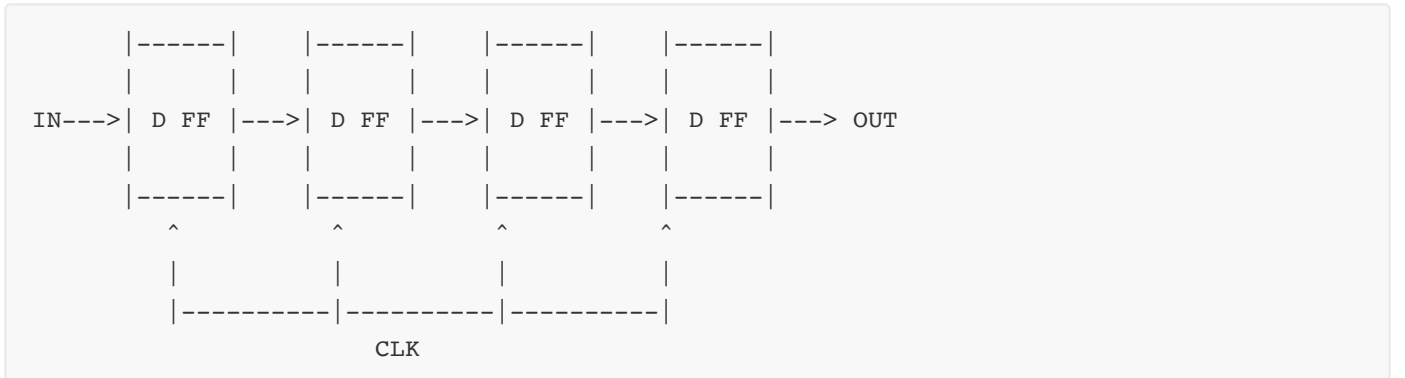 |------| |------| |------| |------|
| | | | | | | |
IN--->| D FF |--->| D FF |--->| D FF |--->| D FF |---> OUT
| | | | | | | |
|------| |------| |------| |------|
^ ^ ^ ^
| | | |
|----------|----------|----------|
CLK